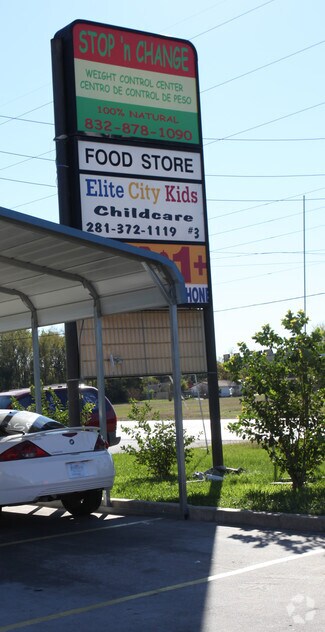 STOP 'n CHANGE
WEIGHT CONTROL CENTER
CENTRO DE CONTROL DE PESO
100% NATURAL
832-878-1090
FOOD STORE
Elite City Kids
Childcare
281-372-1119 #3